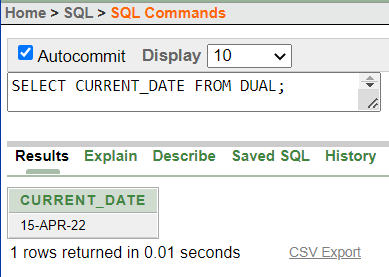 Home > SQL > SQL Commands
Autocommit Display 10
SELECT CURRENT_DATE FROM DUAL;
Results Explain Describe Saved SQL History
CURRENT_DATE
15-APR-22
1 rows returned in 0.01 seconds CSV Export